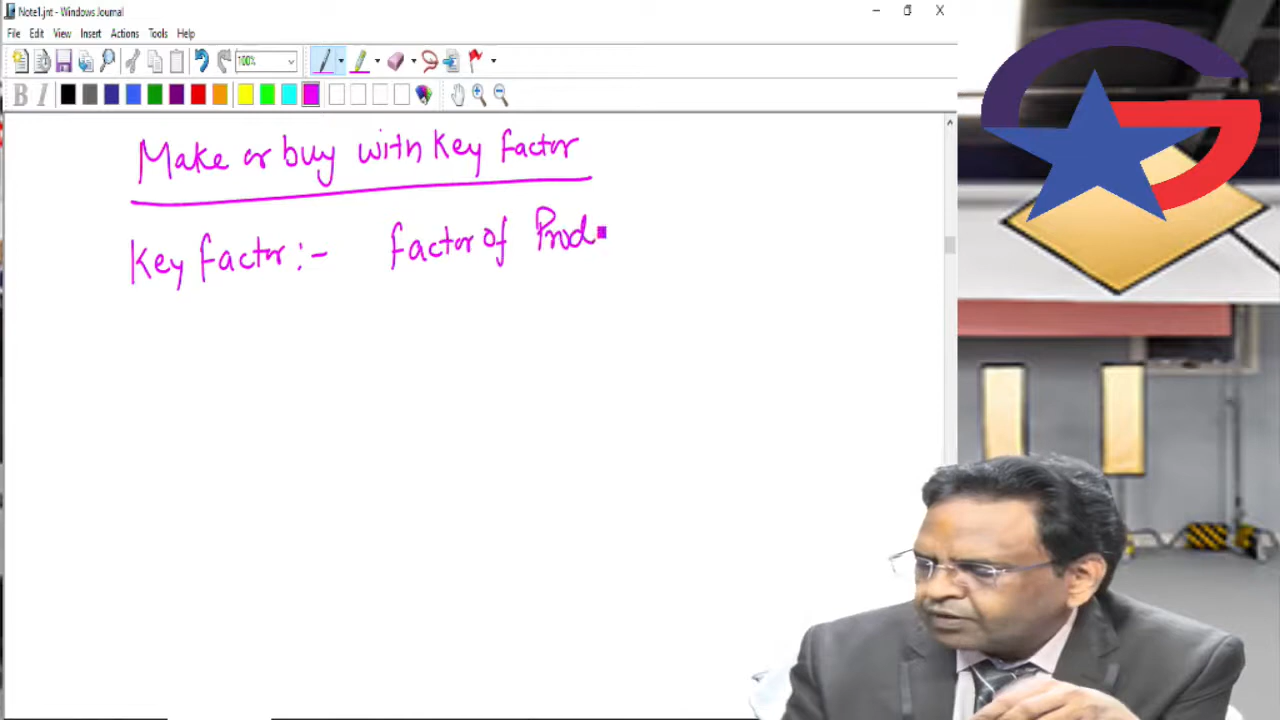 Note1.jnt - Windows Journal
File Edit View Insert Actions Tools Help
100%
B I
Make or buy with key factor
Key factor :- factor of Prod